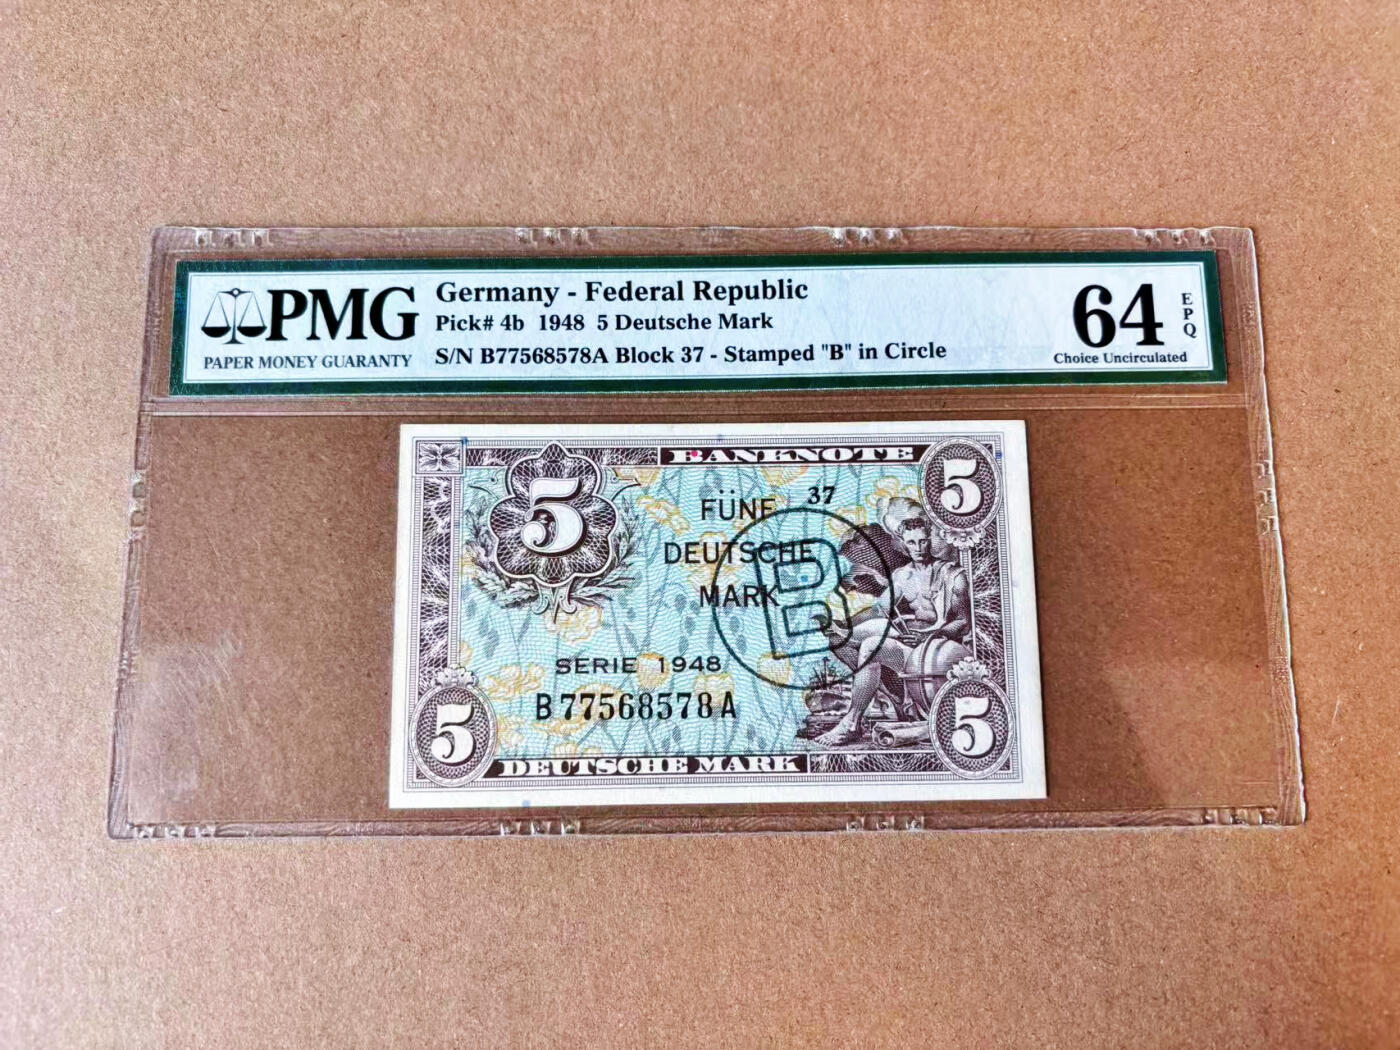 PMG
PAPER MONEY GUARANTY
Germany - Federal Republic
Pick# 4b 1948 5 Deutsche Mark
S/N B77568578A Block 37 - Stamped "B" in Circle
64
EPQ
Choice Uncirculated
BANKNOTE
5
5
FÜNF 37
DEUTSCHE
MARK
B
SERIE 1948
B77568578A
5
5
DEUTSCHE MARK